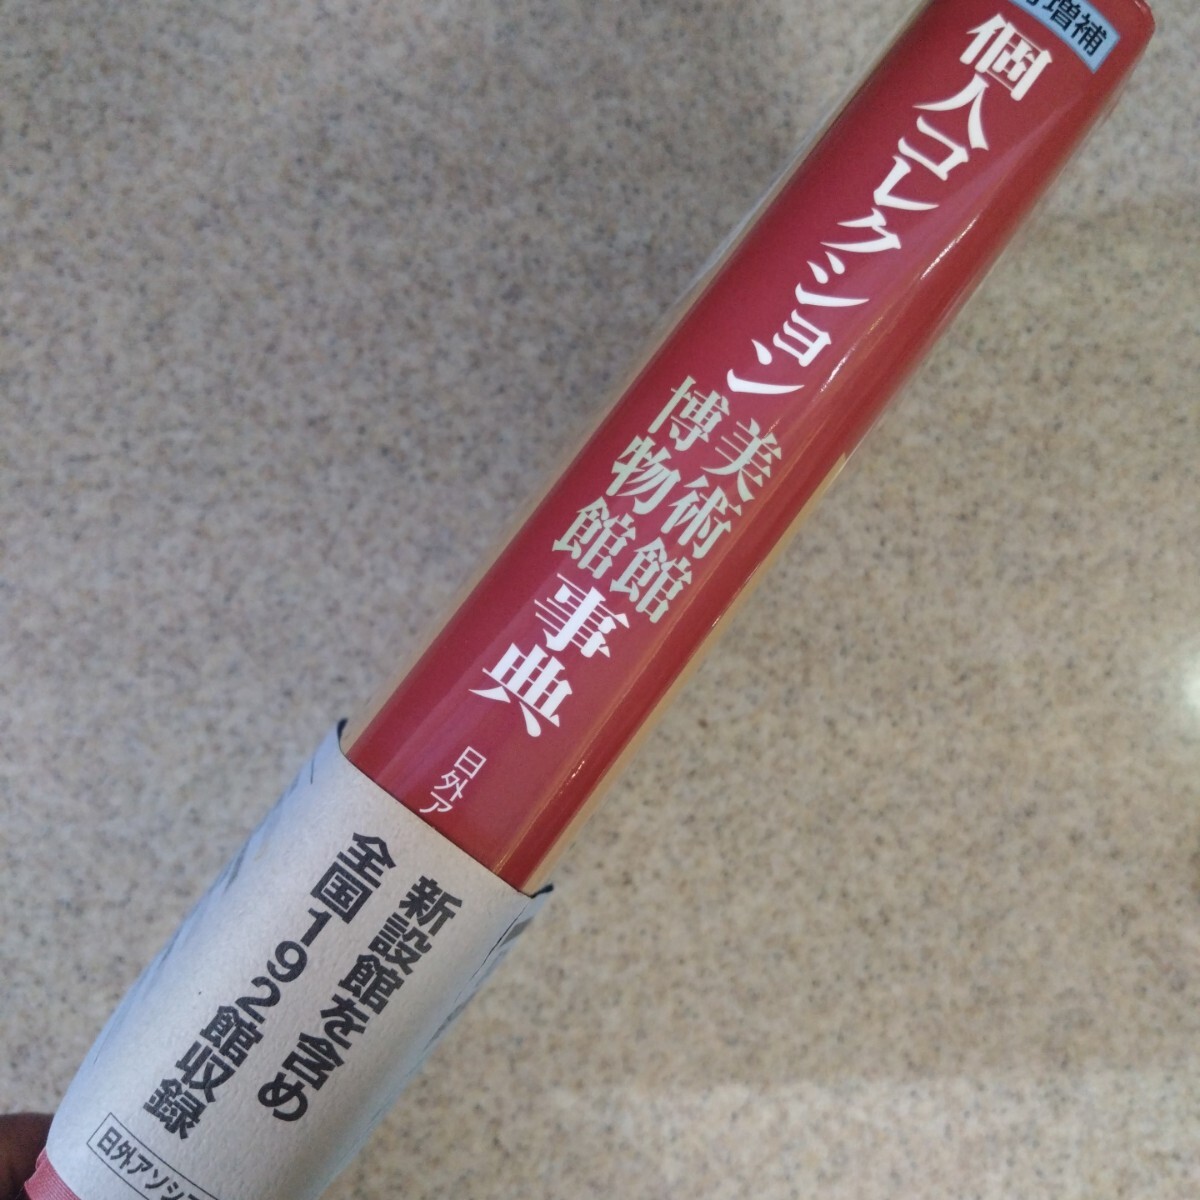 増補
個人コレクション
美術館
博物館
事典
日外ア
新設館を含め
全国192館収録
日外アソシ